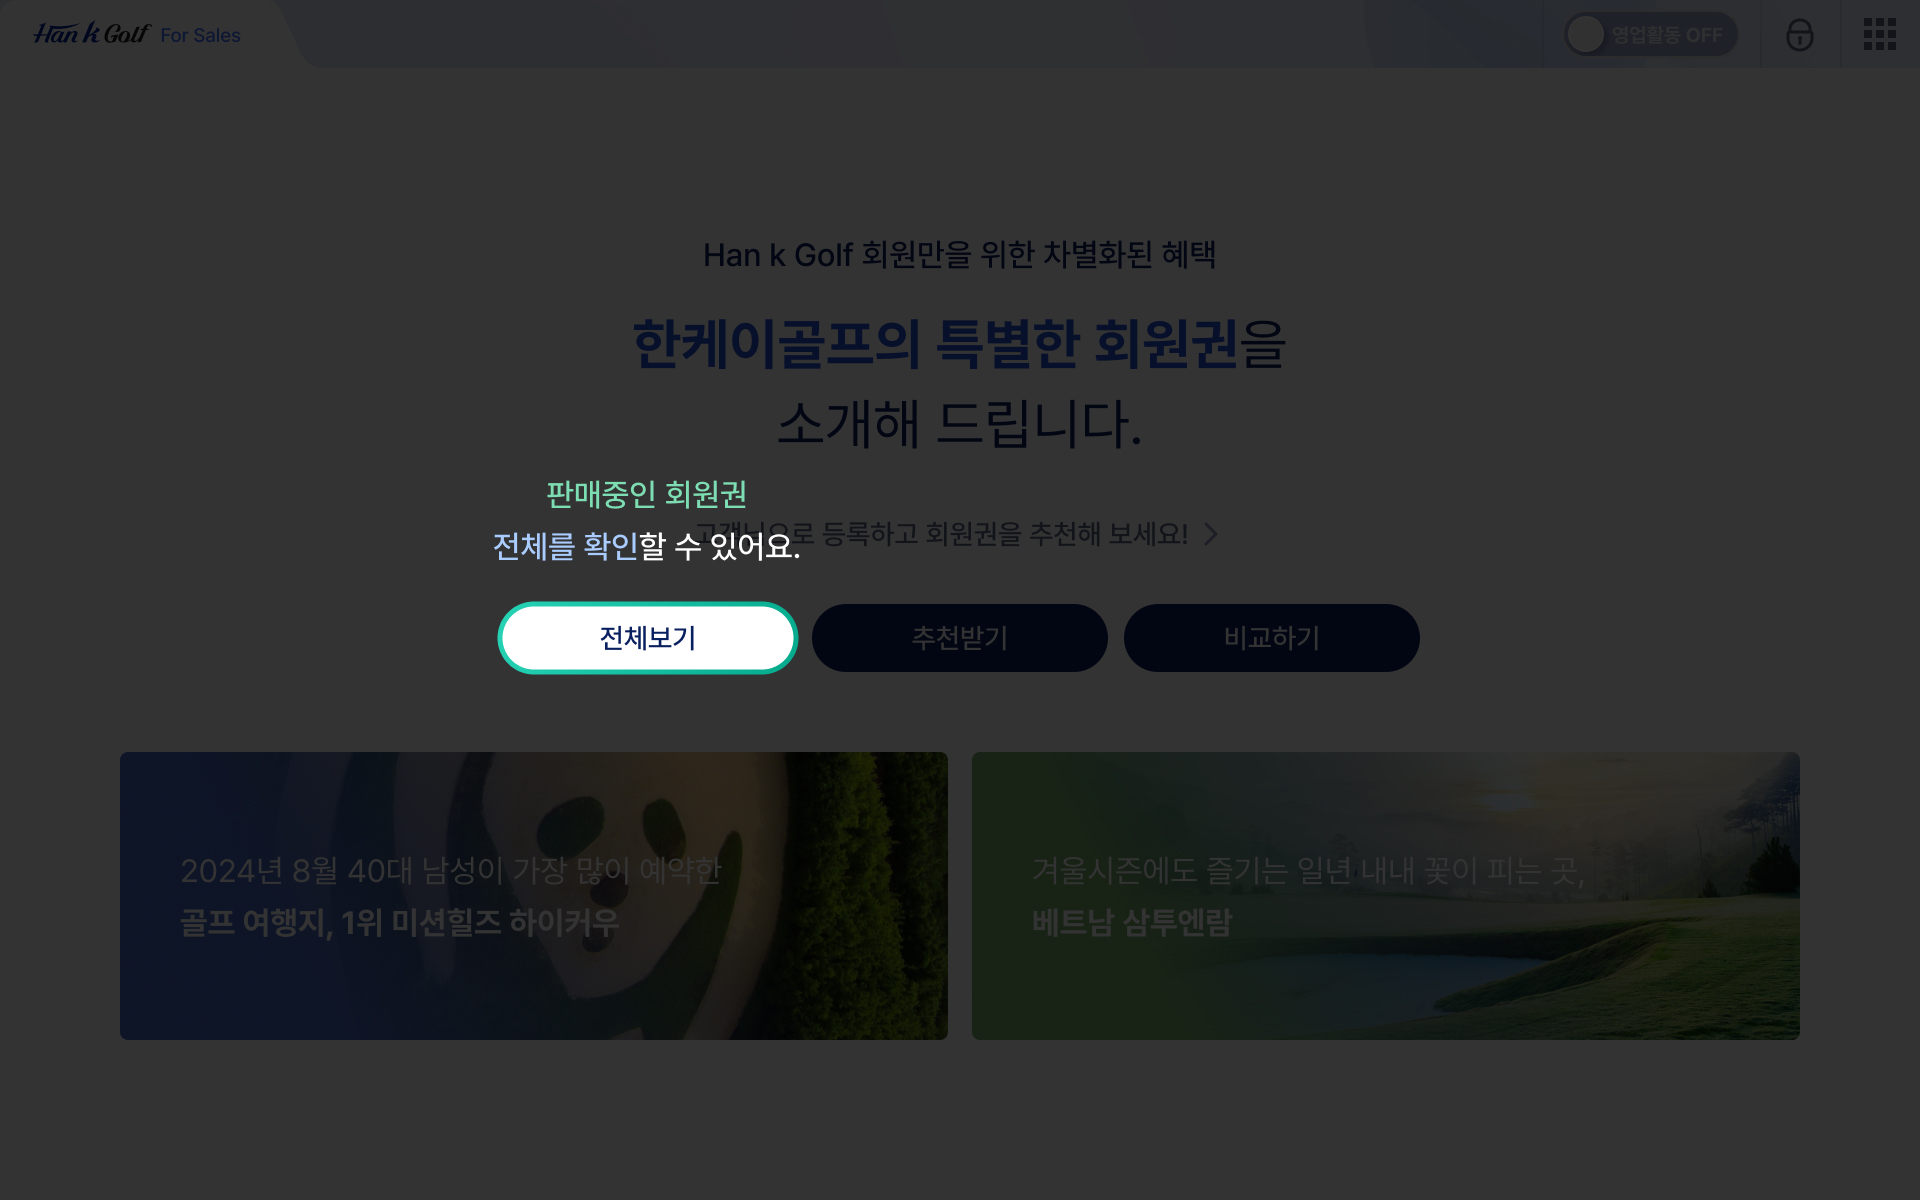 Han k Golf For Sales
영업활동 OFF
Han k Golf 회원만을 위한 차별화된 혜택
한케이골프의 특별한 회원권을
소개해 드립니다.
판매중인 회원권
고객님으로 등록하고 회원권을 추천해 보세요!
전체를 확인할 수 있어요.
전체보기
추천받기
비교하기
2024년 8월 40대 남성이 가장 많이 예약한
골프 여행지, 1위 미션힐즈 하이커우
겨울시즌에도 즐기는 일년 내내 꽃이 피는 곳,
베트남 삼투엔람